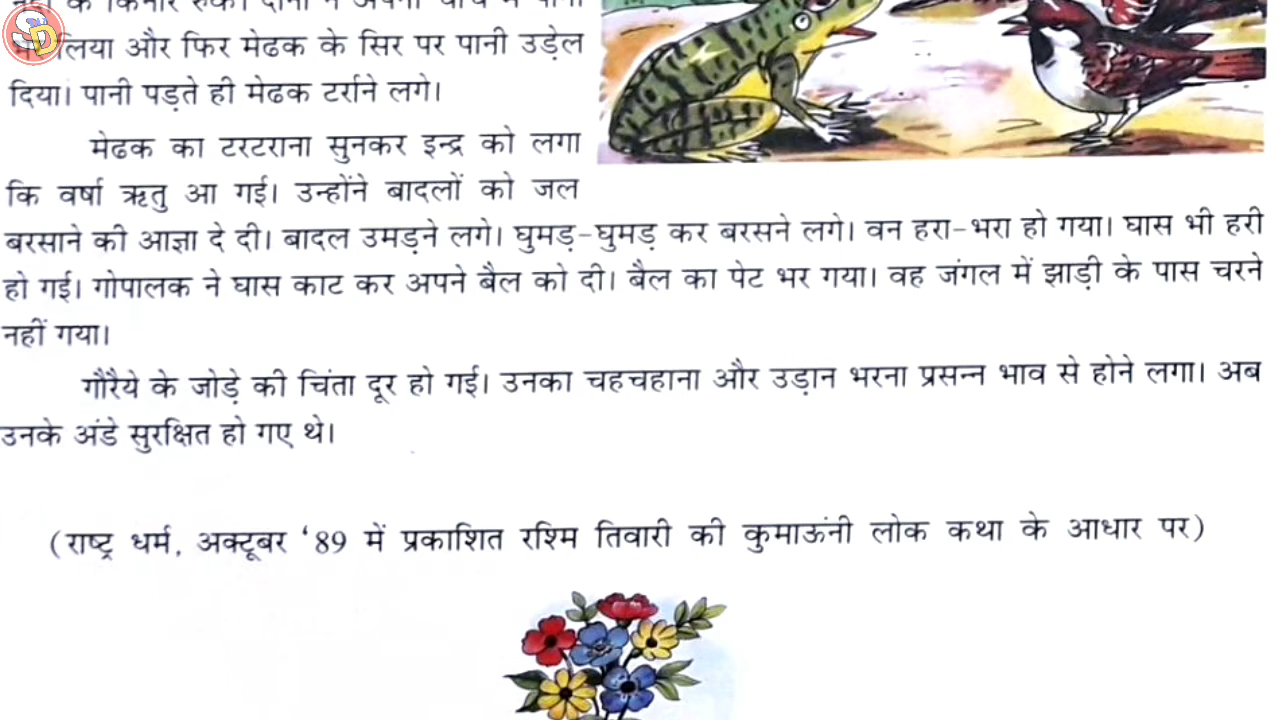 के किनारे रुके। दोनों ने अपनी चोंच में पानी
लिया और फिर मेढक के सिर पर पानी उड़ेल
दिया। पानी पड़ते ही मेढक टर्राने लगे।
मेढक का टरटराना सुनकर इन्द्र को लगा
कि वर्षा ऋतु आ गई। उन्होंने बादलों को जल
बरसाने की आज्ञा दे दी। बादल उमड़ने लगे। घुमड़-घुमड़ कर बरसने लगे। वन हरा-भरा हो गया। घास भी हरी
हो गई। गोपालक ने घास काट कर अपने बैल को दी। बैल का पेट भर गया। वह जंगल में झाड़ी के पास चरने
नहीं गया।
गौरैये के जोड़े की चिंता दूर हो गई। उनका चहचहाना और उड़ान भरना प्रसन्न भाव से होने लगा। अब
उनके अंडे सुरक्षित हो गए थे।
(राष्ट्र धर्म, अक्टूबर ‘89 में प्रकाशित रश्मि तिवारी की कुमाऊंनी लोक कथा के आधार पर)